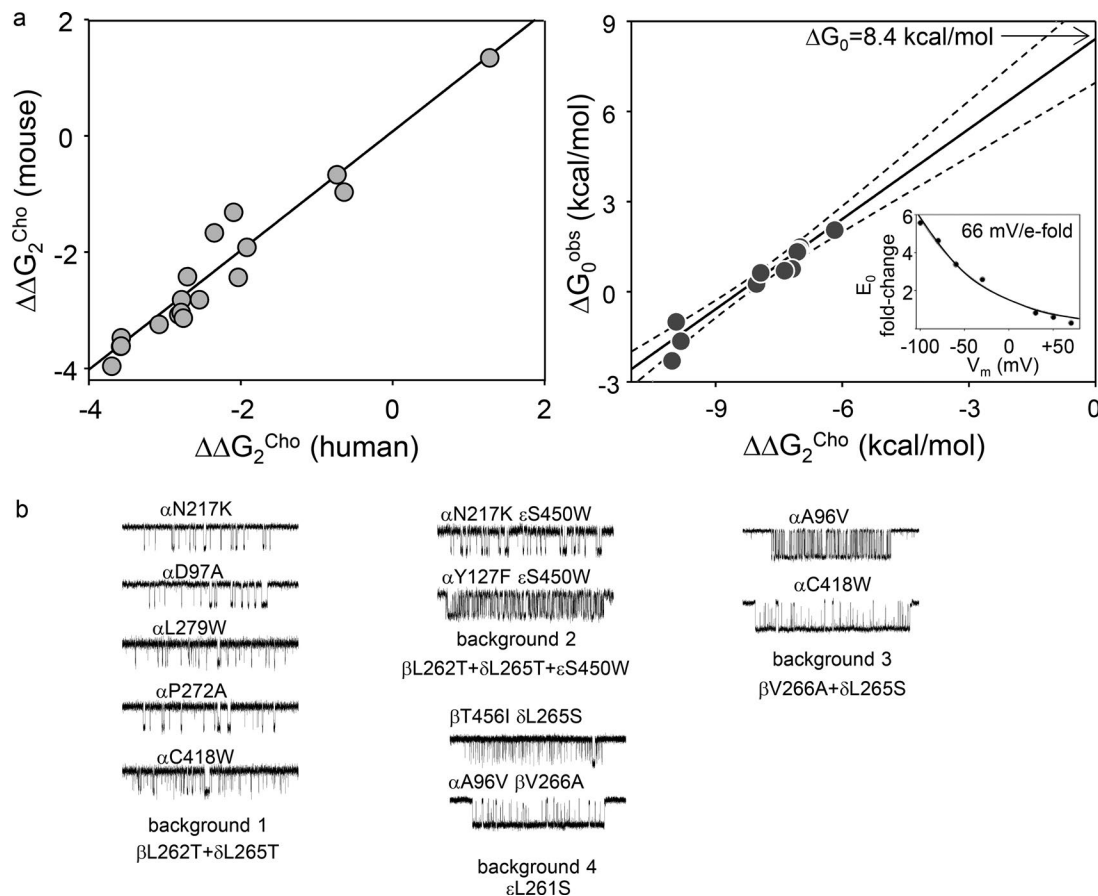 a
2
0
-2
-4
ΔΔG₂ᶜʰᵒ (mouse)
-4 -2 0 2
ΔΔG₂ᶜʰᵒ (human)
9
6
3
0
-3
ΔG₀ᵒᵇˢ (kcal/mol)
ΔG₀=8.4 kcal/mol
66 mV/e-fold
6
4
2
E₀
fold-change
-100 -50 0 +50
Vₘ (mV)
-9 -6 -3 0
ΔΔG₂ᶜʰᵒ (kcal/mol)
b
αN217K
αD97A
αL279W
αP272A
αC418W
background 1
βL262T+δL265T
αN217K εS450W
αY127F εS450W
background 2
βL262T+δL265T+εS450W
βT456I δL265S
αA96V βV266A
background 4
εL261S
αA96V
αC418W
background 3
βV266A+δL265S